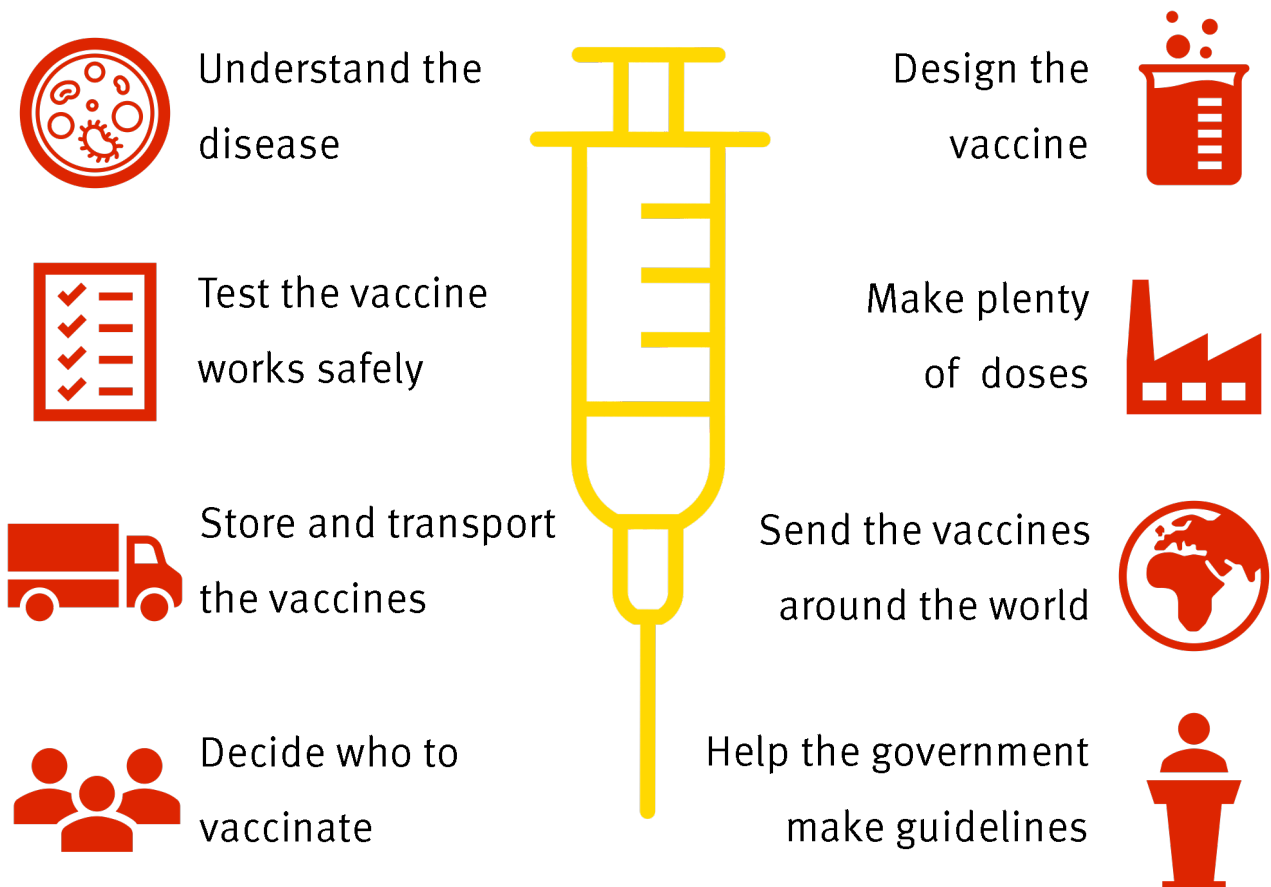 Understand the
disease
Design the
vaccine
Test the vaccine
works safely
Make plenty
of doses
Store and transport
the vaccines
Send the vaccines
around the world
Decide who to
vaccinate
Help the government
make guidelines